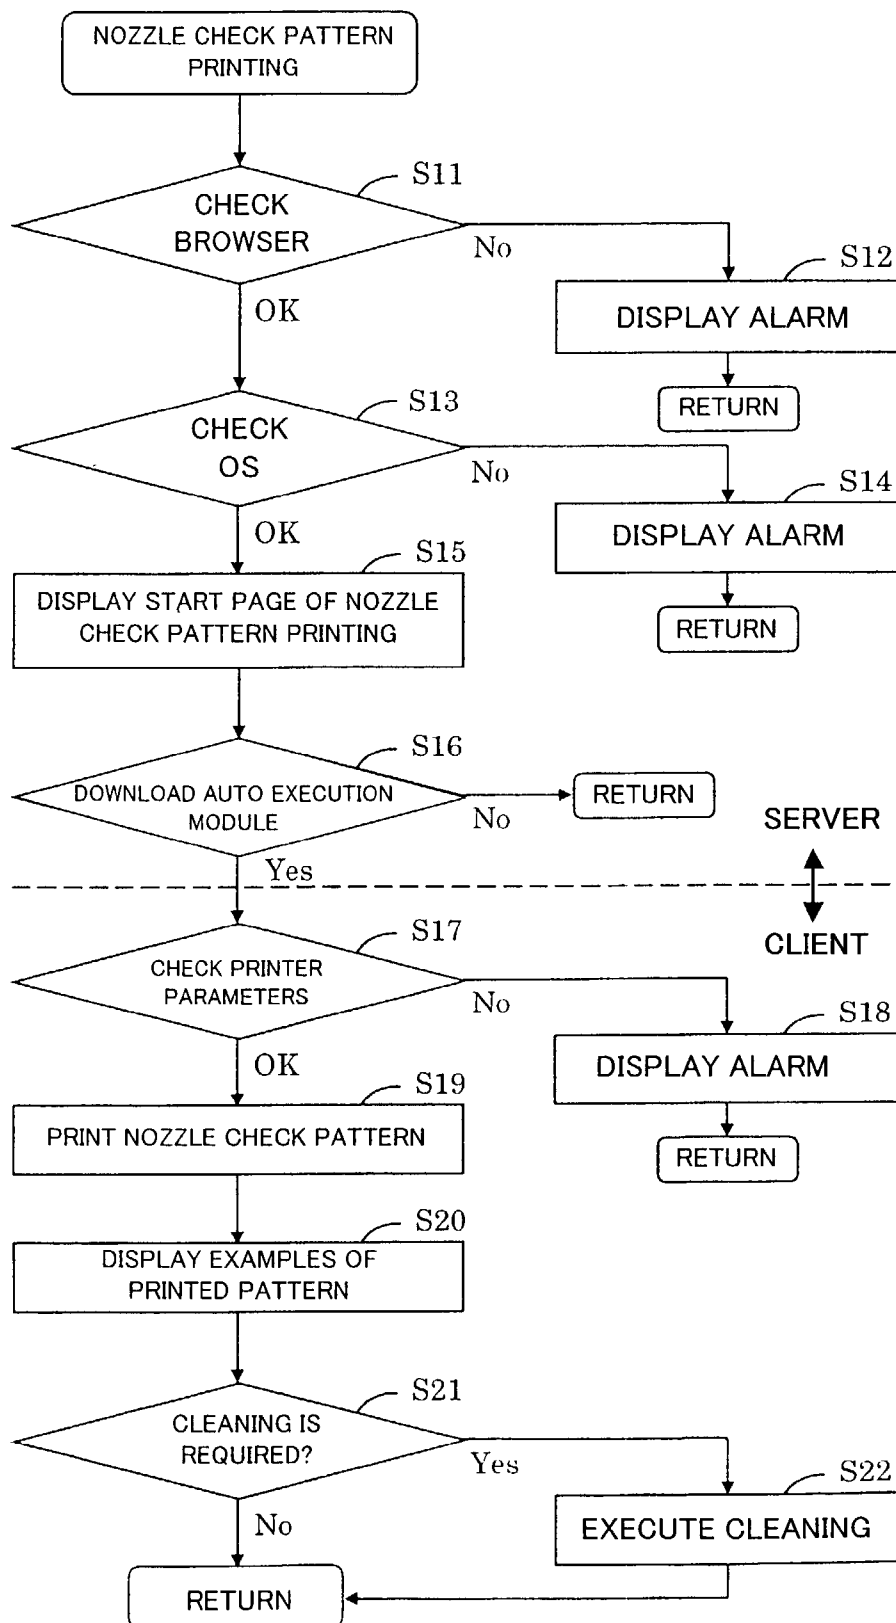 NOZZLE CHECK PATTERN
PRINTING
S11
CHECK
BROWSER
No
S12
OK
DISPLAY ALARM
RETURN
S13
CHECK
OS
No
S14
OK
DISPLAY ALARM
S15
DISPLAY START PAGE OF NOZZLE
CHECK PATTERN PRINTING
RETURN
S16
DOWNLOAD AUTO EXECUTION
MODULE
No
RETURN
SERVER
Yes
CLIENT
S17
CHECK PRINTER
PARAMETERS
No
S18
OK
DISPLAY ALARM
S19
PRINT NOZZLE CHECK PATTERN
RETURN
S20
DISPLAY EXAMPLES OF
PRINTED PATTERN
S21
CLEANING IS
REQUIRED?
Yes
S22
No
EXECUTE CLEANING
RETURN